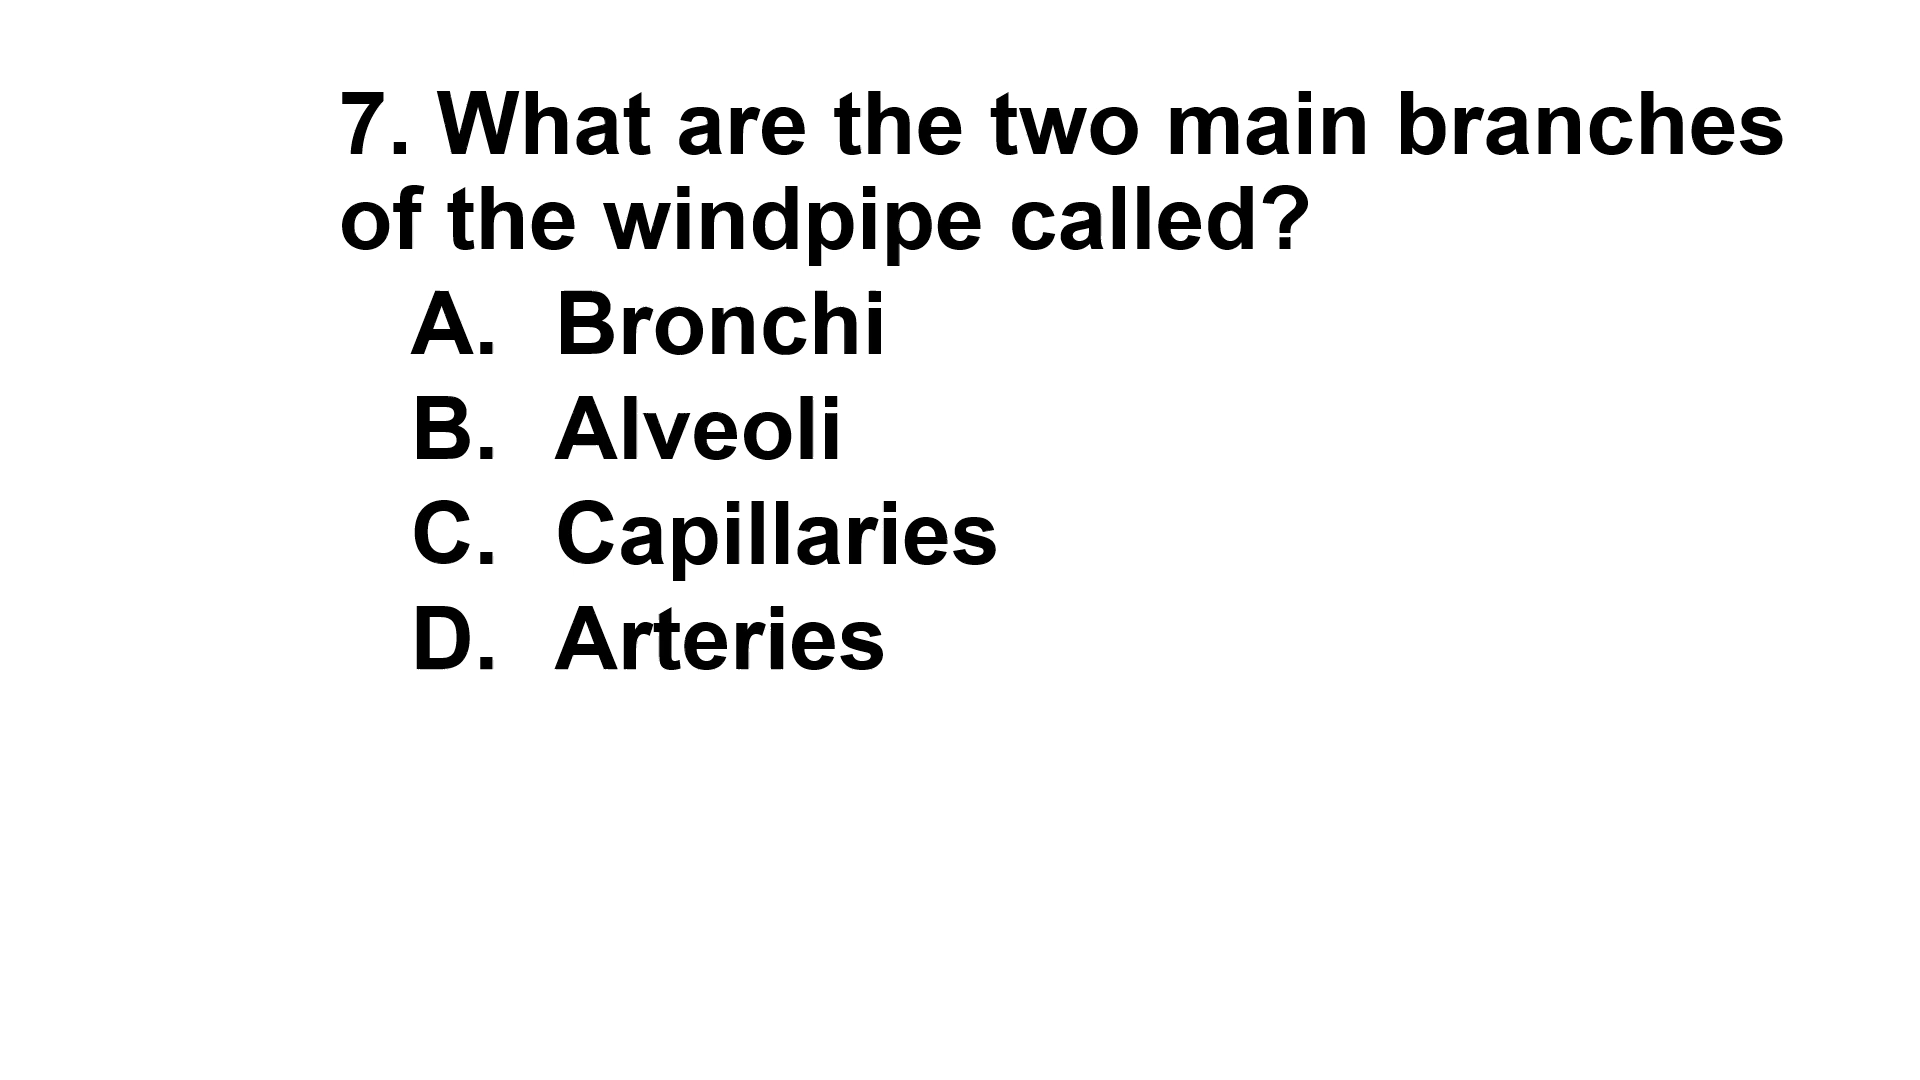 7. What are the two main branches
of the windpipe called?
A. Bronchi
B. Alveoli
C. Capillaries
D. Arteries